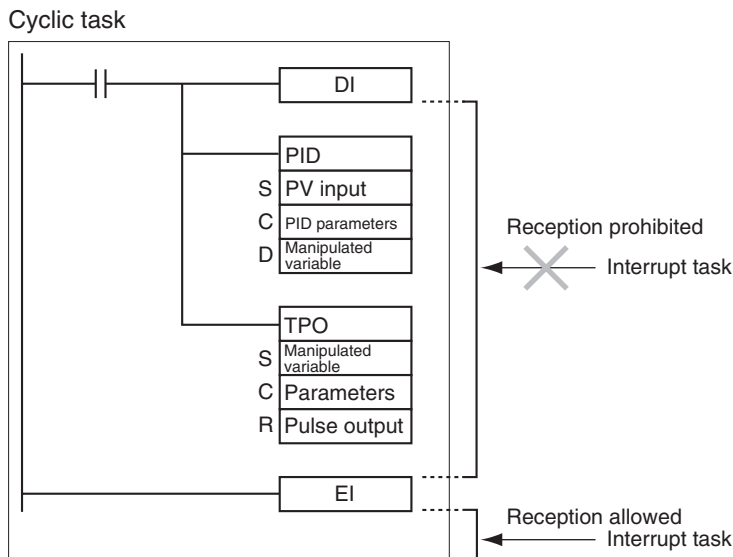 Cyclic task
DI
PID
S PV input
C PID parameters
D Manipulated
variable
Reception prohibited
Interrupt task
TPO
S Manipulated
variable
C Parameters
R Pulse output
EI
Reception allowed
Interrupt task